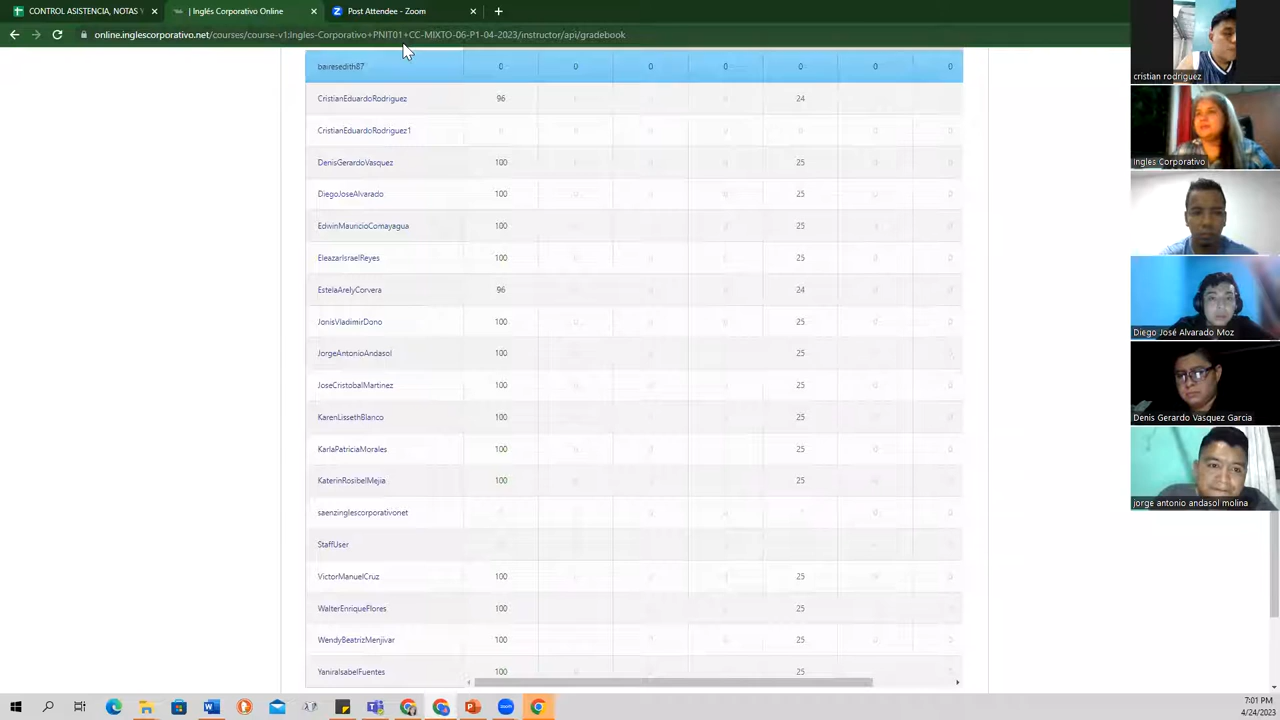 CONTROL ASISTENCIA, NOTAS Y
| Inglés Corporativo Online
Post Attendee - Zoom
online.inglescorporativo.net/courses/course-v1:Ingles-Corporativo+PNIT01+CC-MIXTO-06-P1-04-2023/instructor/api/gradebook
bairesedith87 0 0 0 0 0 0 0
CristianEduardoRodriguez 96 24
CristianEduardoRodriguez1
DenisGerardoVasquez 100 25
DiegoJoseAlvarado 100 25
EdwinMauricioComayagua 100 25
EleazarIsraelReyes 100 25
EstelaArelyCorvera 96 24
JonisVladimirDono 100 25
JorgeAntonioAndasol 100 25
JoseCristobalMartinez 100 25
KarenLissethBlanco 100 25
KarlaPatriciaMorales 100 25
KaterinRosibelMejia 100 25
saenzinglescorporativonet
StaffUser
VictorManuelCruz 100 25
WalterEnriqueFlores 100 25
WendyBeatrizMenjivar 100 25
YaniraIsabelFuentes 100 25
cristian rodriguez
Ingles Corporativo
Diego José Alvarado Moz
Denis Gerardo Vasquez Garcia
jorge antonio andasol molina
7:01 PM
4/24/2023